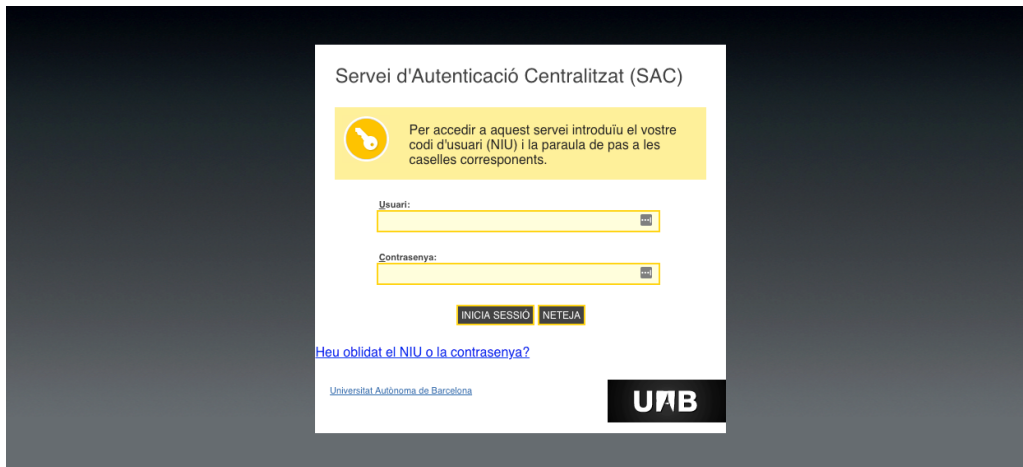 Servei d'Autenticació Centralitzat (SAC)
Per accedir a aquest servei introduïu el vostre
codi d'usuari (NIU) i la paraula de pas a les
caselles corresponents.
Usuari:
Contrasenya:
INICIA SESSIÓ NETEJA
Heu oblidat el NIU o la contrasenya?
Universitat Autònoma de Barcelona
UAB